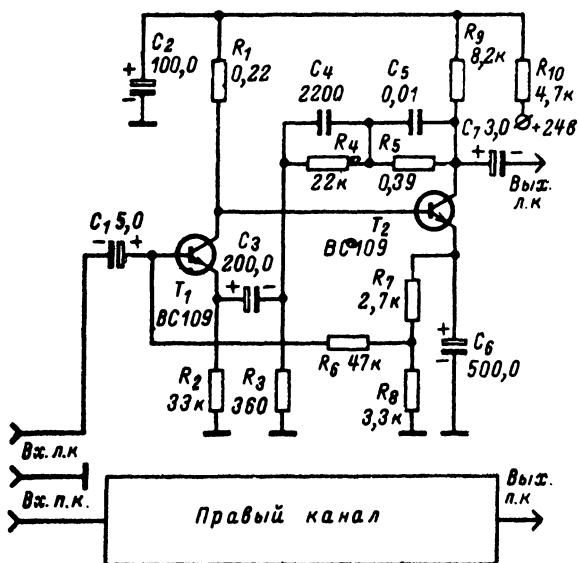 C2
100,0
+
-
R1
0,22
C4
2200
C5
0,01
R9
8,2к
R10
4,7к
+24в
C7 3,0
+ -
Вых.
л.к
R4
22к
R5
0,39
C1 5,0
- +
T1
BC109
C3
200,0
+ -
T2
BC109
R7
2,7к
R6 47к
C6
500,0
+
-
R2
33к
R3
360
R8
3,3к
Вх.л.к
Вх.п.к.
Правый канал
Вых.
п.к